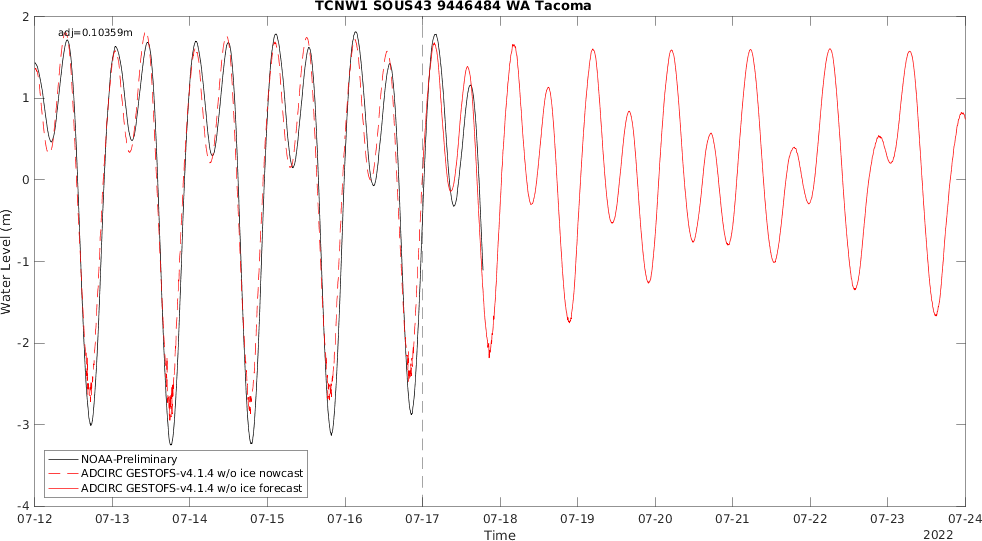 TCNW1 SOUS43 9446484 WA Tacoma
adj=0.10359m
Water Level (m)
2
1
0
-1
-2
-3
-4
NOAA-Preliminary
ADCIRC GESTOFS-v4.1.4 w/o ice nowcast
ADCIRC GESTOFS-v4.1.4 w/o ice forecast
07-12 07-13 07-14 07-15 07-16 07-17 07-18 07-19 07-20 07-21 07-22 07-23 07-24
Time
2022